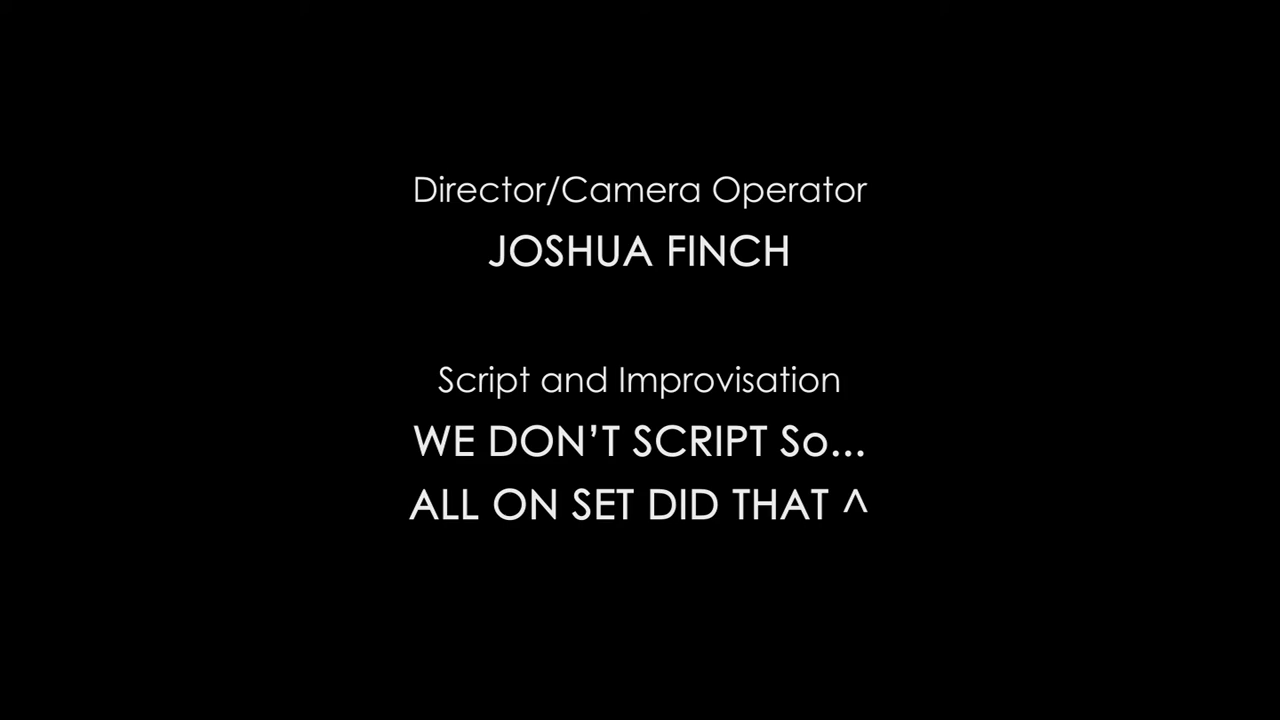 Director/Camera Operator
JOSHUA FINCH
Script and Improvisation
WE DON’T SCRIPT So...
ALL ON SET DID THAT ^